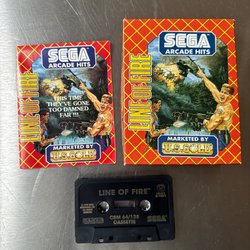 LINE OF FIRE
SEGA
ARCADE HITS
THIS TIME
THEY'VE GONE
TOO DAMNED
FAR !!!
MARKETED BY
U.S. GOLD
LINE OF FIRE
SEGA
ARCADE HITS
MARKETED BY
U.S. GOLD
LINE OF FIRE
CBM 64/128
CASSETTE
SEGA